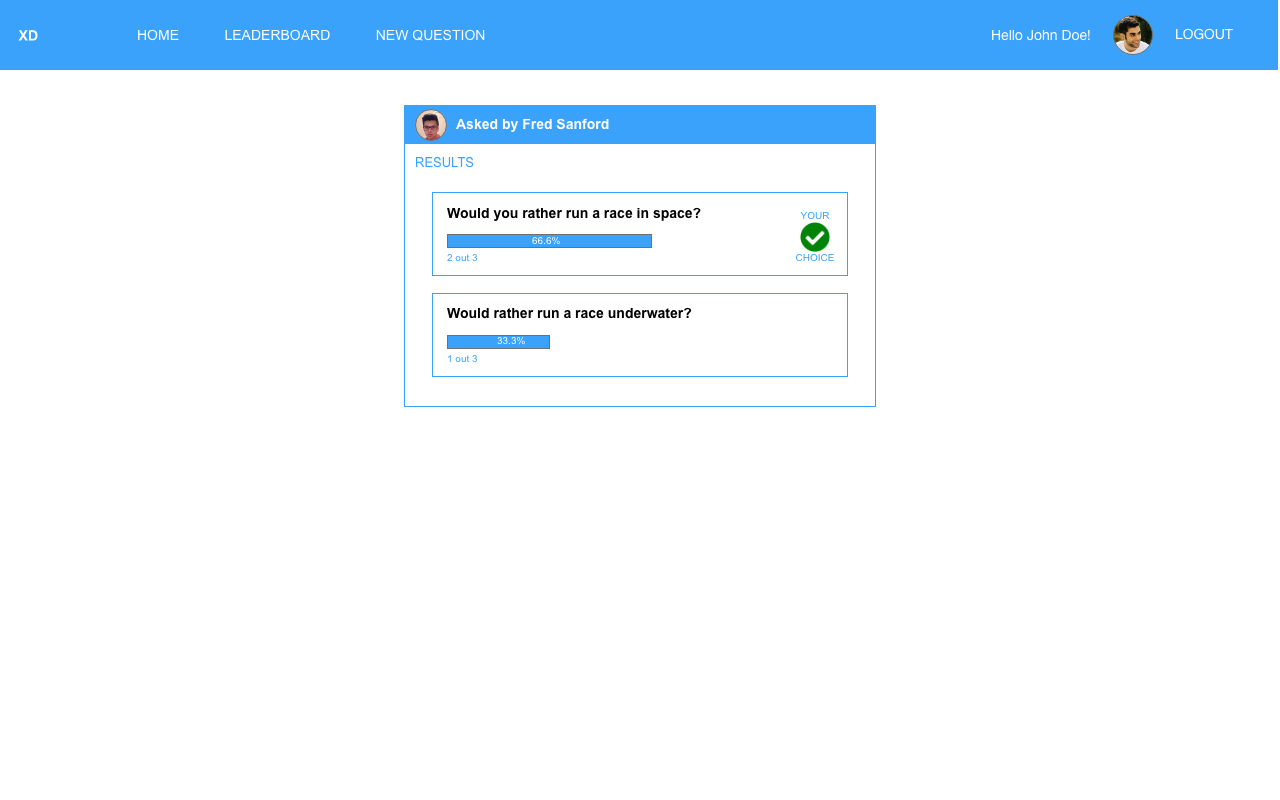 XD HOME LEADERBOARD NEW QUESTION Hello John Doe! LOGOUT
Asked by Fred Sanford
RESULTS
Would you rather run a race in space?
66.6%
2 out 3
YOUR
CHOICE
Would rather run a race underwater?
33.3%
1 out 3